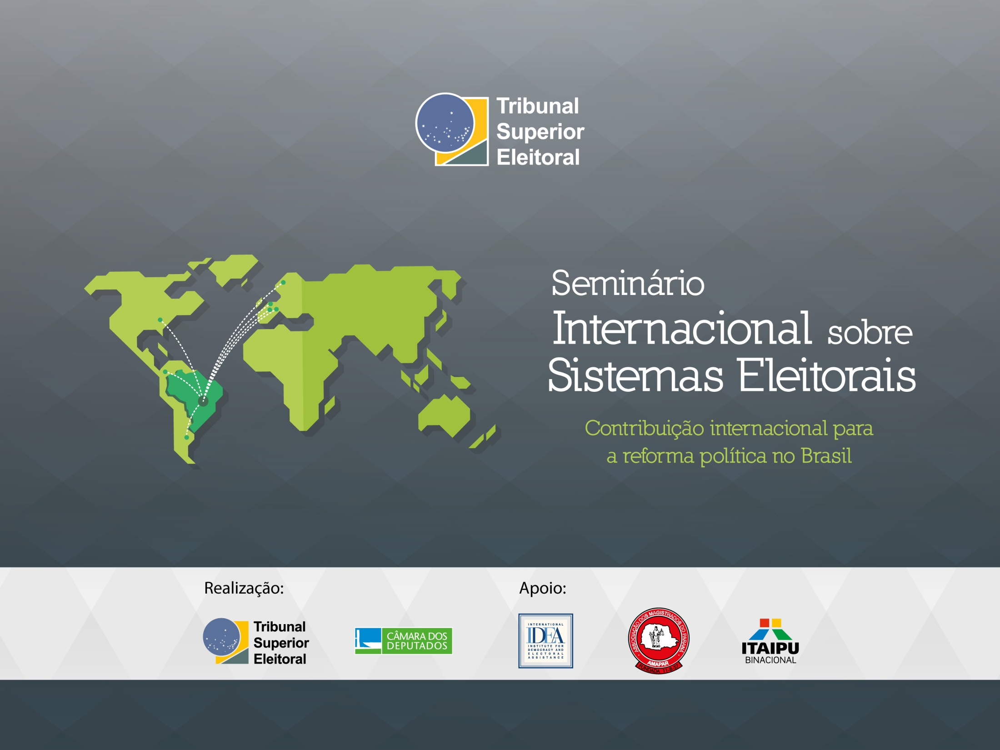 Tribunal
Superior
Eleitoral
Seminário
Internacional sobre
Sistemas Eleitorais
Contribuição internacional para
a reforma política no Brasil
Realização:
Tribunal
Superior
Eleitoral
CÂMARA DOS
DEPUTADOS
Apoio:
INTERNATIONAL
IDEA
INSTITUTE FOR
DEMOCRACY AND
ELECTORAL
ASSISTANCE
ASSOCIAÇÃO DOS MAGISTRADOS DO PARANÁ
AMAPAR
FUNDADA 11-8-57
ITAIPU
BINACIONAL